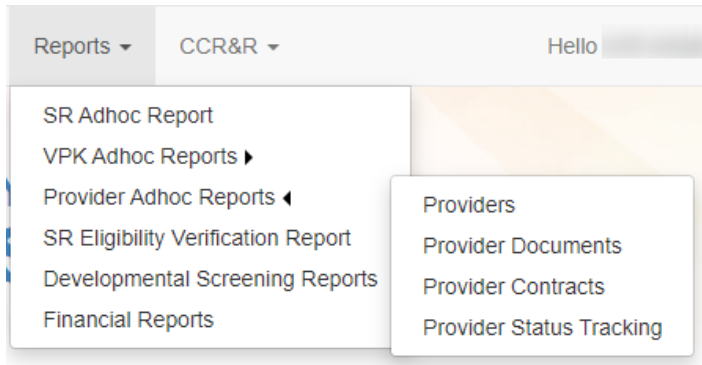 Reports CCR&R Hello
SR Adhoc Report
VPK Adhoc Reports
Provider Adhoc Reports
SR Eligibility Verification Report
Developmental Screening Reports
Financial Reports
Providers
Provider Documents
Provider Contracts
Provider Status Tracking